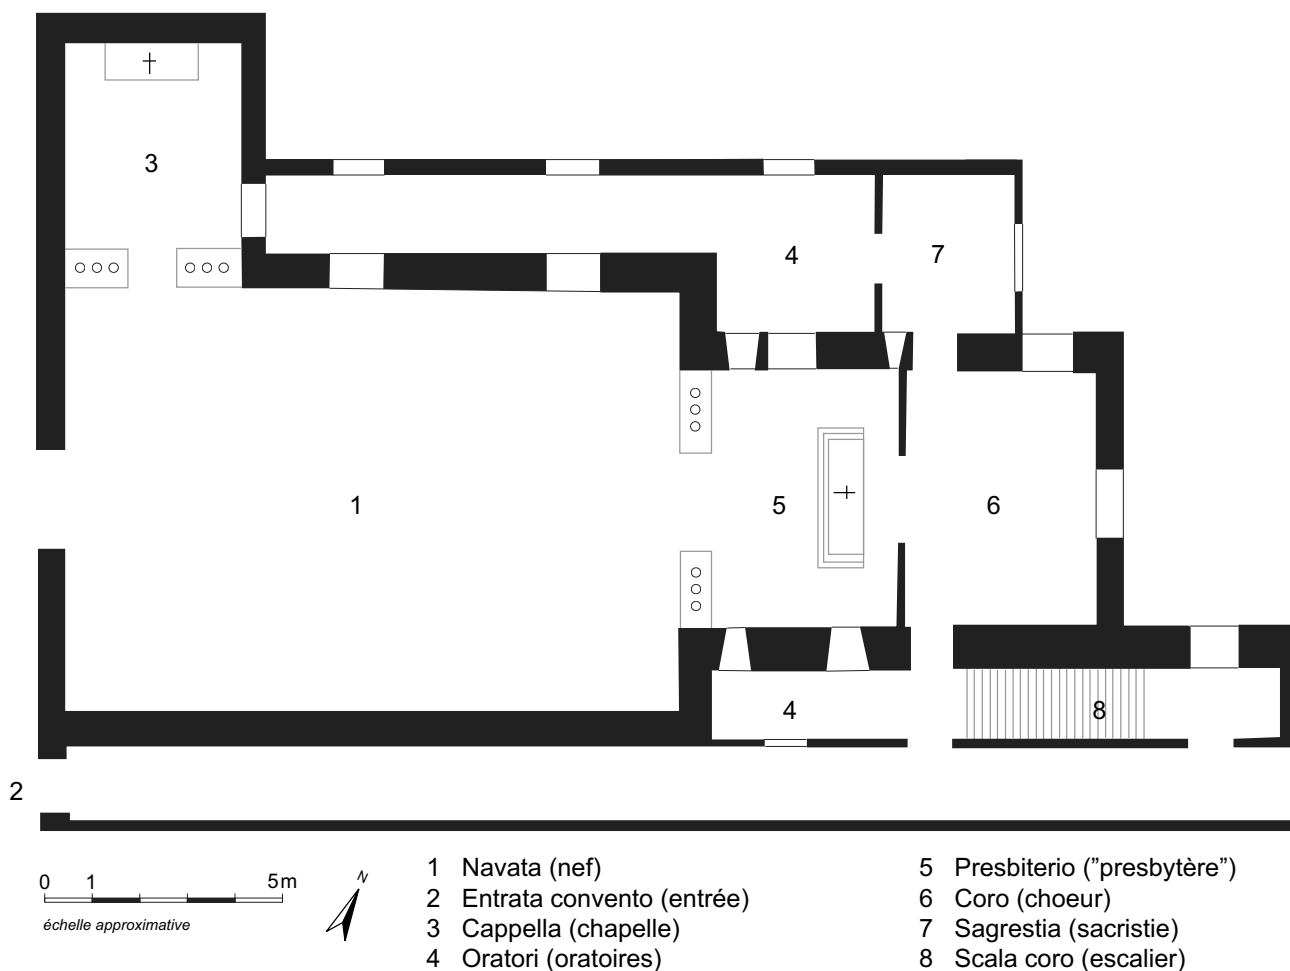 3
4
7
1
5
6
4
8
2
0 1 5 m
échelle approximative
N
1 Navata (nef)
2 Entrata convento (entrée)
3 Cappella (chapelle)
4 Oratori (oratoires)
5 Presbiterio ("presbytère")
6 Coro (choeur)
7 Sagrestia (sacristie)
8 Scala coro (escalier)